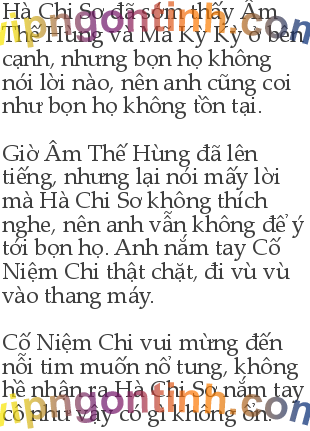 Hà Chi Sơ đã sớm thấy Âm
Thế Hùng và Mã Kỳ Kỳ ở bên
cạnh, nhưng bọn họ không
nói lời nào, nên anh cũng coi
như bọn họ không tồn tại.
Giờ Âm Thế Hùng đã lên
tiếng, nhưng lại nói mấy lời
mà Hà Chi Sơ không thích
nghe, nên anh vẫn không để ý
tới bọn họ. Anh nắm tay Cố
Niệm Chi thật chặt, đi vù vù
vào thang máy.
Cố Niệm Chi vui mừng đến
nỗi tim muốn nổ tung, không
hề nhận ra Hà Chi Sơ nắm tay
cô như vậy có gì không ổn.
vipngontinh.com
vipngontinh.com